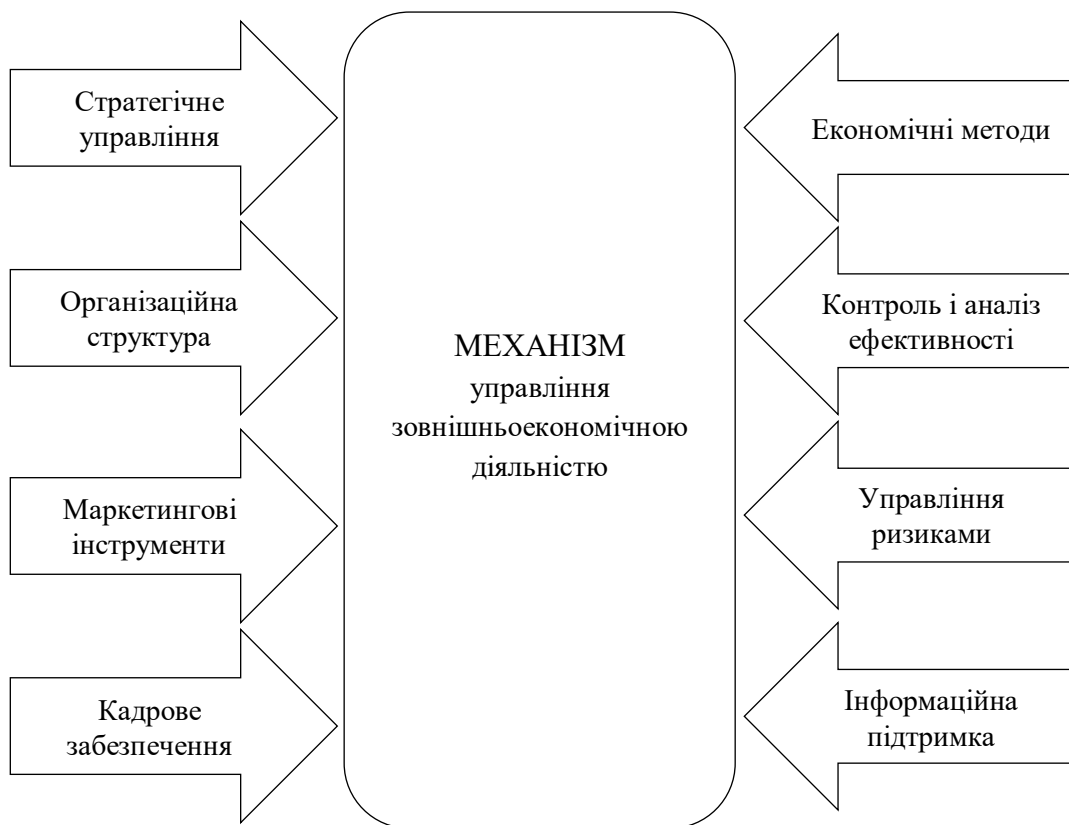 Стратегічне
управління
Організаційна
структура
Маркетингові
інструменти
Кадрове
забезпечення
МЕХАНІЗМ
управління
зовнішньоекономічною
діяльністю
Економічні методи
Контроль і аналіз
ефективності
Управління
ризиками
Інформаційна
підтримка